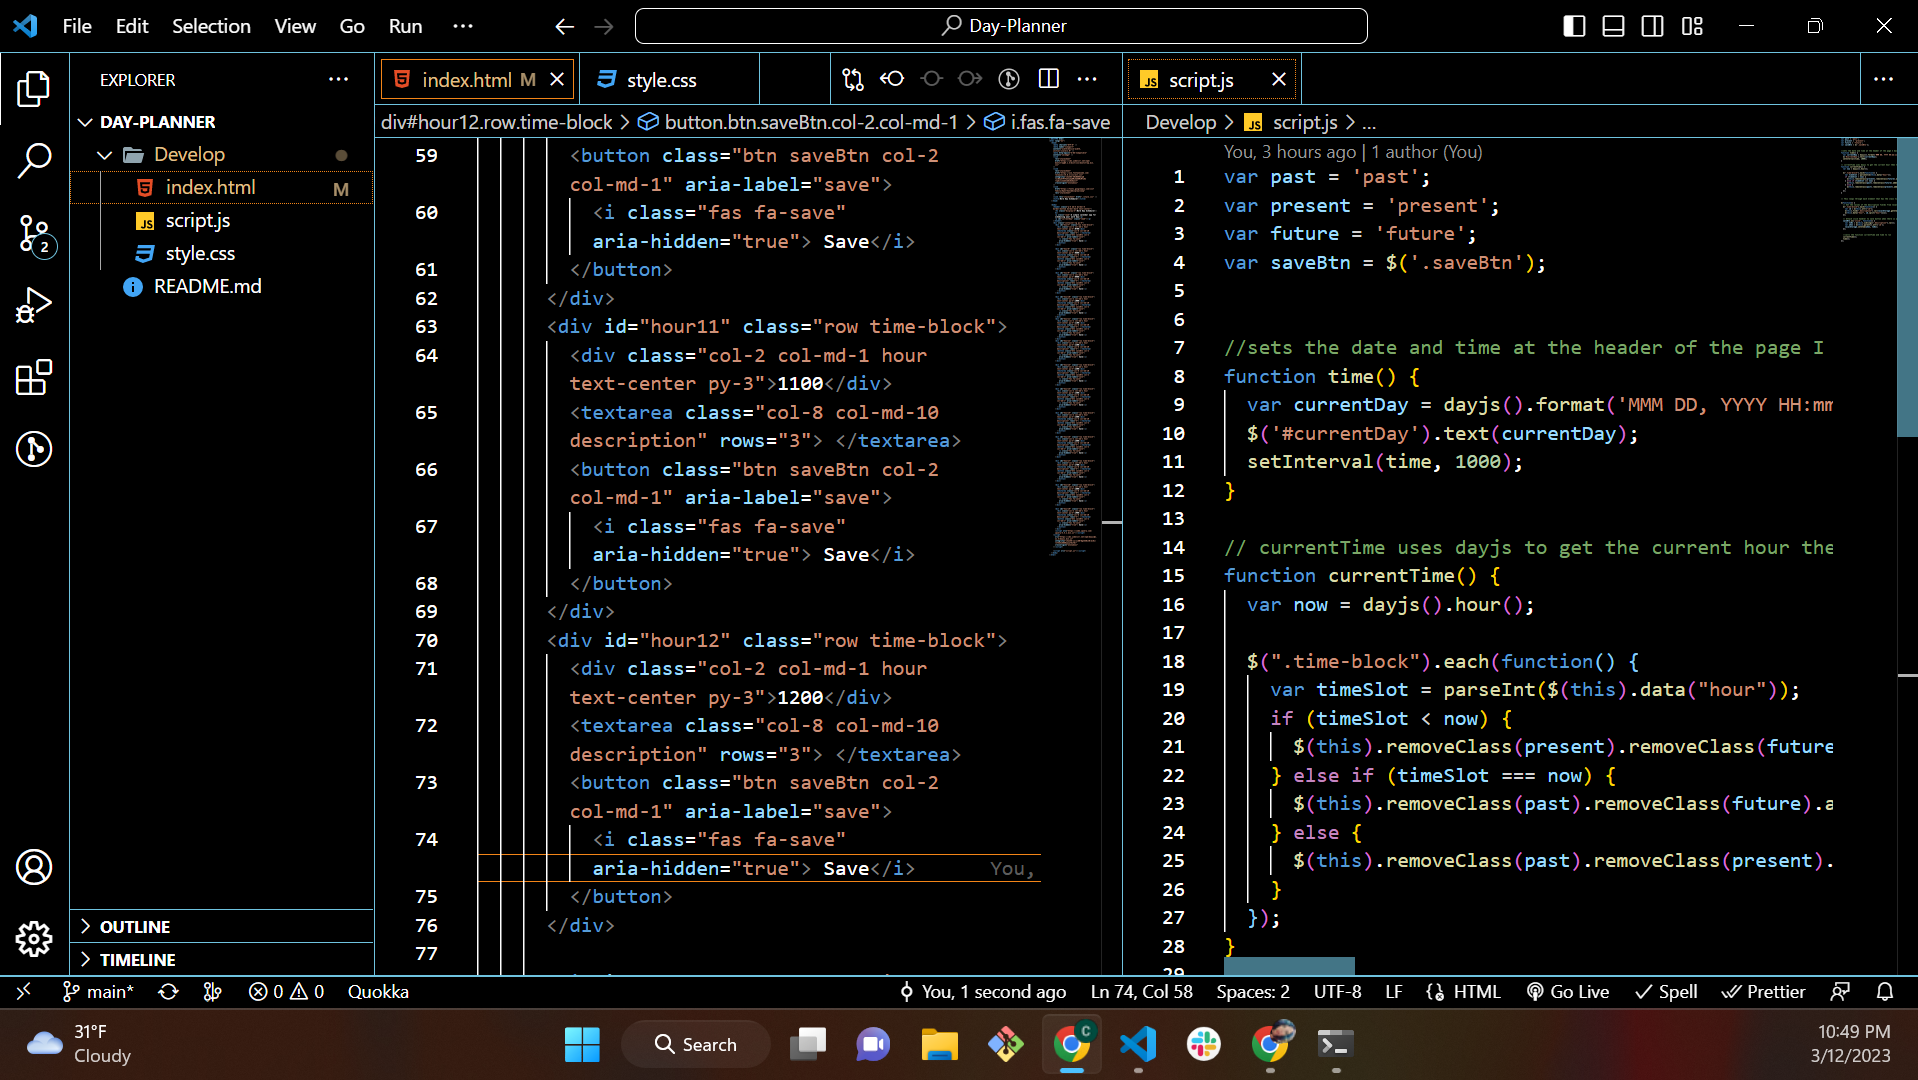 File Edit Selection View Go Run ··· Day-Planner
EXPLORER
DAY-PLANNER
Develop
index.html M
script.js
style.css
README.md
OUTLINE
TIMELINE
2
index.html M
style.css
div#hour12.row.time-block > button.btn.saveBtn.col-2.col-md-1 > i.fas.fa-save
59 <button class="btn saveBtn col-2
col-md-1" aria-label="save">
60 <i class="fas fa-save"
aria-hidden="true"> Save</i>
61 </button>
62 </div>
63 <div id="hour11" class="row time-block">
64 <div class="col-2 col-md-1 hour
text-center py-3">1100</div>
65 <textarea class="col-8 col-md-10
description" rows="3"> </textarea>
66 <button class="btn saveBtn col-2
col-md-1" aria-label="save">
67 <i class="fas fa-save"
aria-hidden="true"> Save</i>
68 </button>
69 </div>
70 <div id="hour12" class="row time-block">
71 <div class="col-2 col-md-1 hour
text-center py-3">1200</div>
72 <textarea class="col-8 col-md-10
description" rows="3"> </textarea>
73 <button class="btn saveBtn col-2
col-md-1" aria-label="save">
74 <i class="fas fa-save"
aria-hidden="true"> Save</i> You,
75 </button>
76 </div>
77
script.js
Develop > script.js > ...
You, 3 hours ago | 1 author (You)
1 var past = 'past';
2 var present = 'present';
3 var future = 'future';
4 var saveBtn = $('.saveBtn');
5
6
7 //sets the date and time at the header of the page I
8 function time() {
9 var currentDay = dayjs().format('MMM DD, YYYY HH:mm
10 $('#currentDay').text(currentDay);
11 setInterval(time, 1000);
12 }
13
14 // currentTime uses dayjs to get the current hour the
15 function currentTime() {
16 var now = dayjs().hour();
17
18 $(".time-block").each(function() {
19 var timeSlot = parseInt($(this).data("hour"));
20 if (timeSlot < now) {
21 $(this).removeClass(present).removeClass(future
22 } else if (timeSlot === now) {
23 $(this).removeClass(past).removeClass(future).a
24 } else {
25 $(this).removeClass(past).removeClass(present).
26 }
27 });
28 }
29
main* 0 0 Quokka You, 1 second ago Ln 74, Col 58 Spaces: 2 UTF-8 LF HTML Go Live Spell Prettier
31°F
Cloudy
Search
10:49 PM
3/12/2023